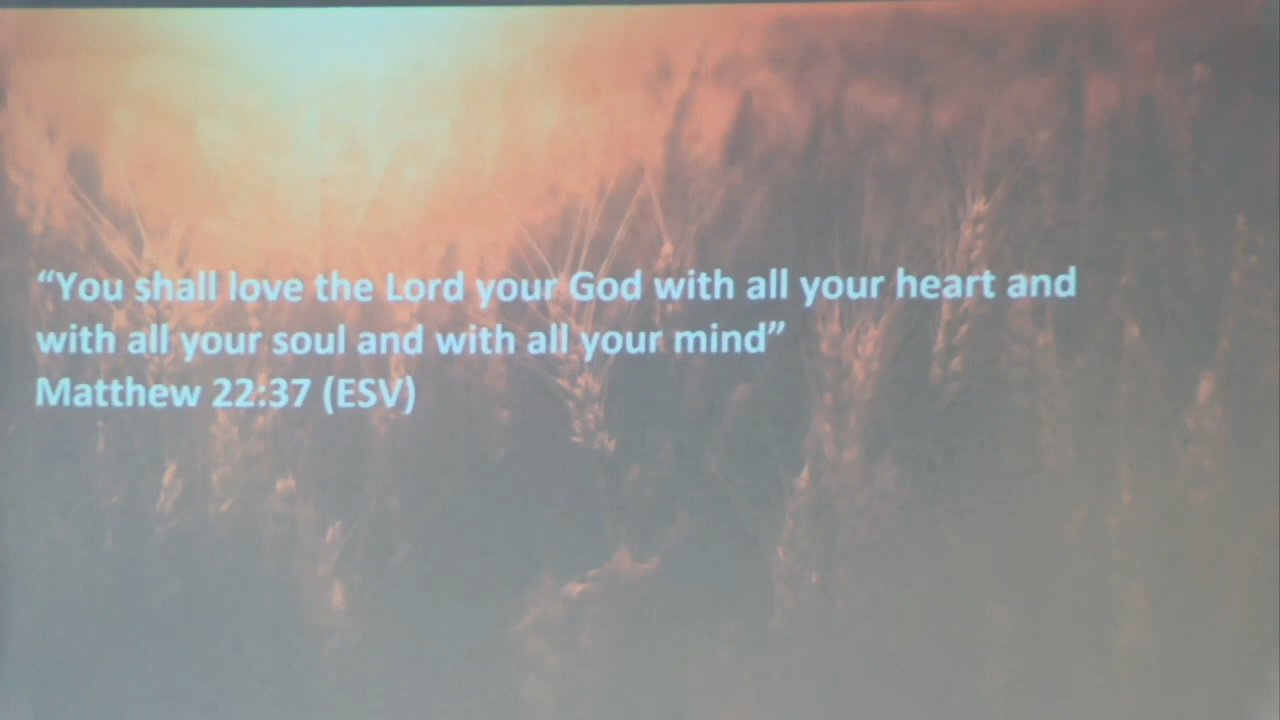 “You shall love the Lord your God with all your heart and
with all your soul and with all your mind”
Matthew 22:37 (ESV)